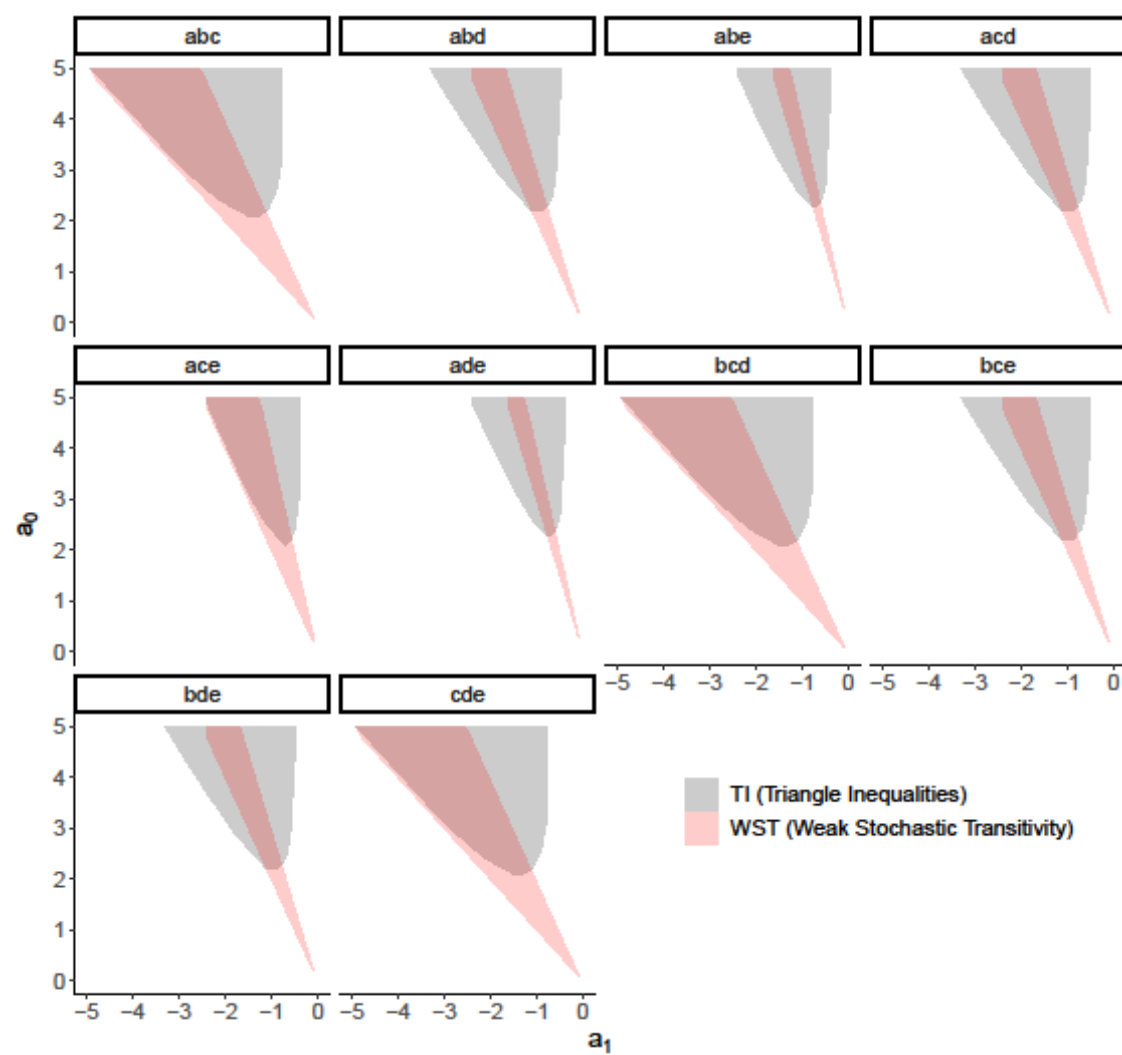 abc abd abe acd
5
4
3
2
1
0
ace ade bcd bce
5
4
3
2
1
0
−5 −4 −3 −2 −1 0 −5 −4 −3 −2 −1 0
bde cde
5
4
3
2
1
0
−5 −4 −3 −2 −1 0 −5 −4 −3 −2 −1 0
TI (Triangle Inequalities)
WST (Weak Stochastic Transitivity)
a₀
a₁